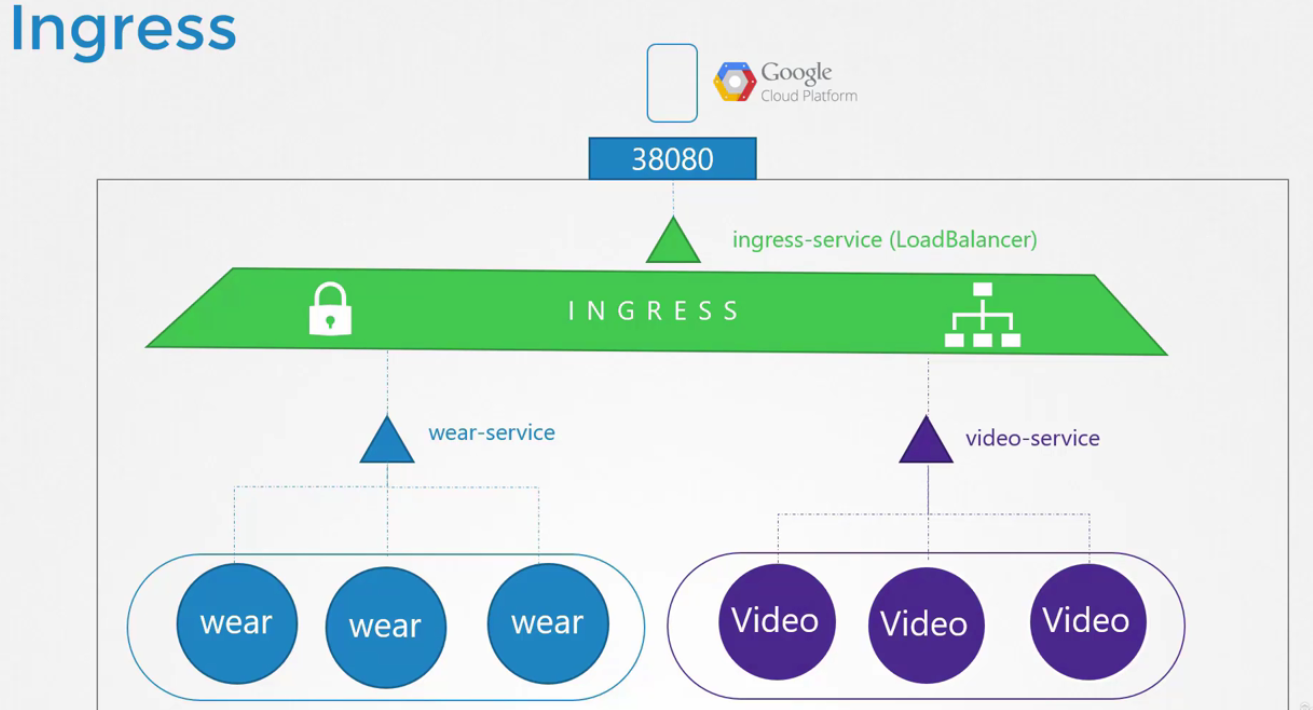 Ingress
Google
Cloud Platform
38080
ingress-service (LoadBalancer)
INGRESS
wear-service
video-service
wear
wear
wear
Video
Video
Video